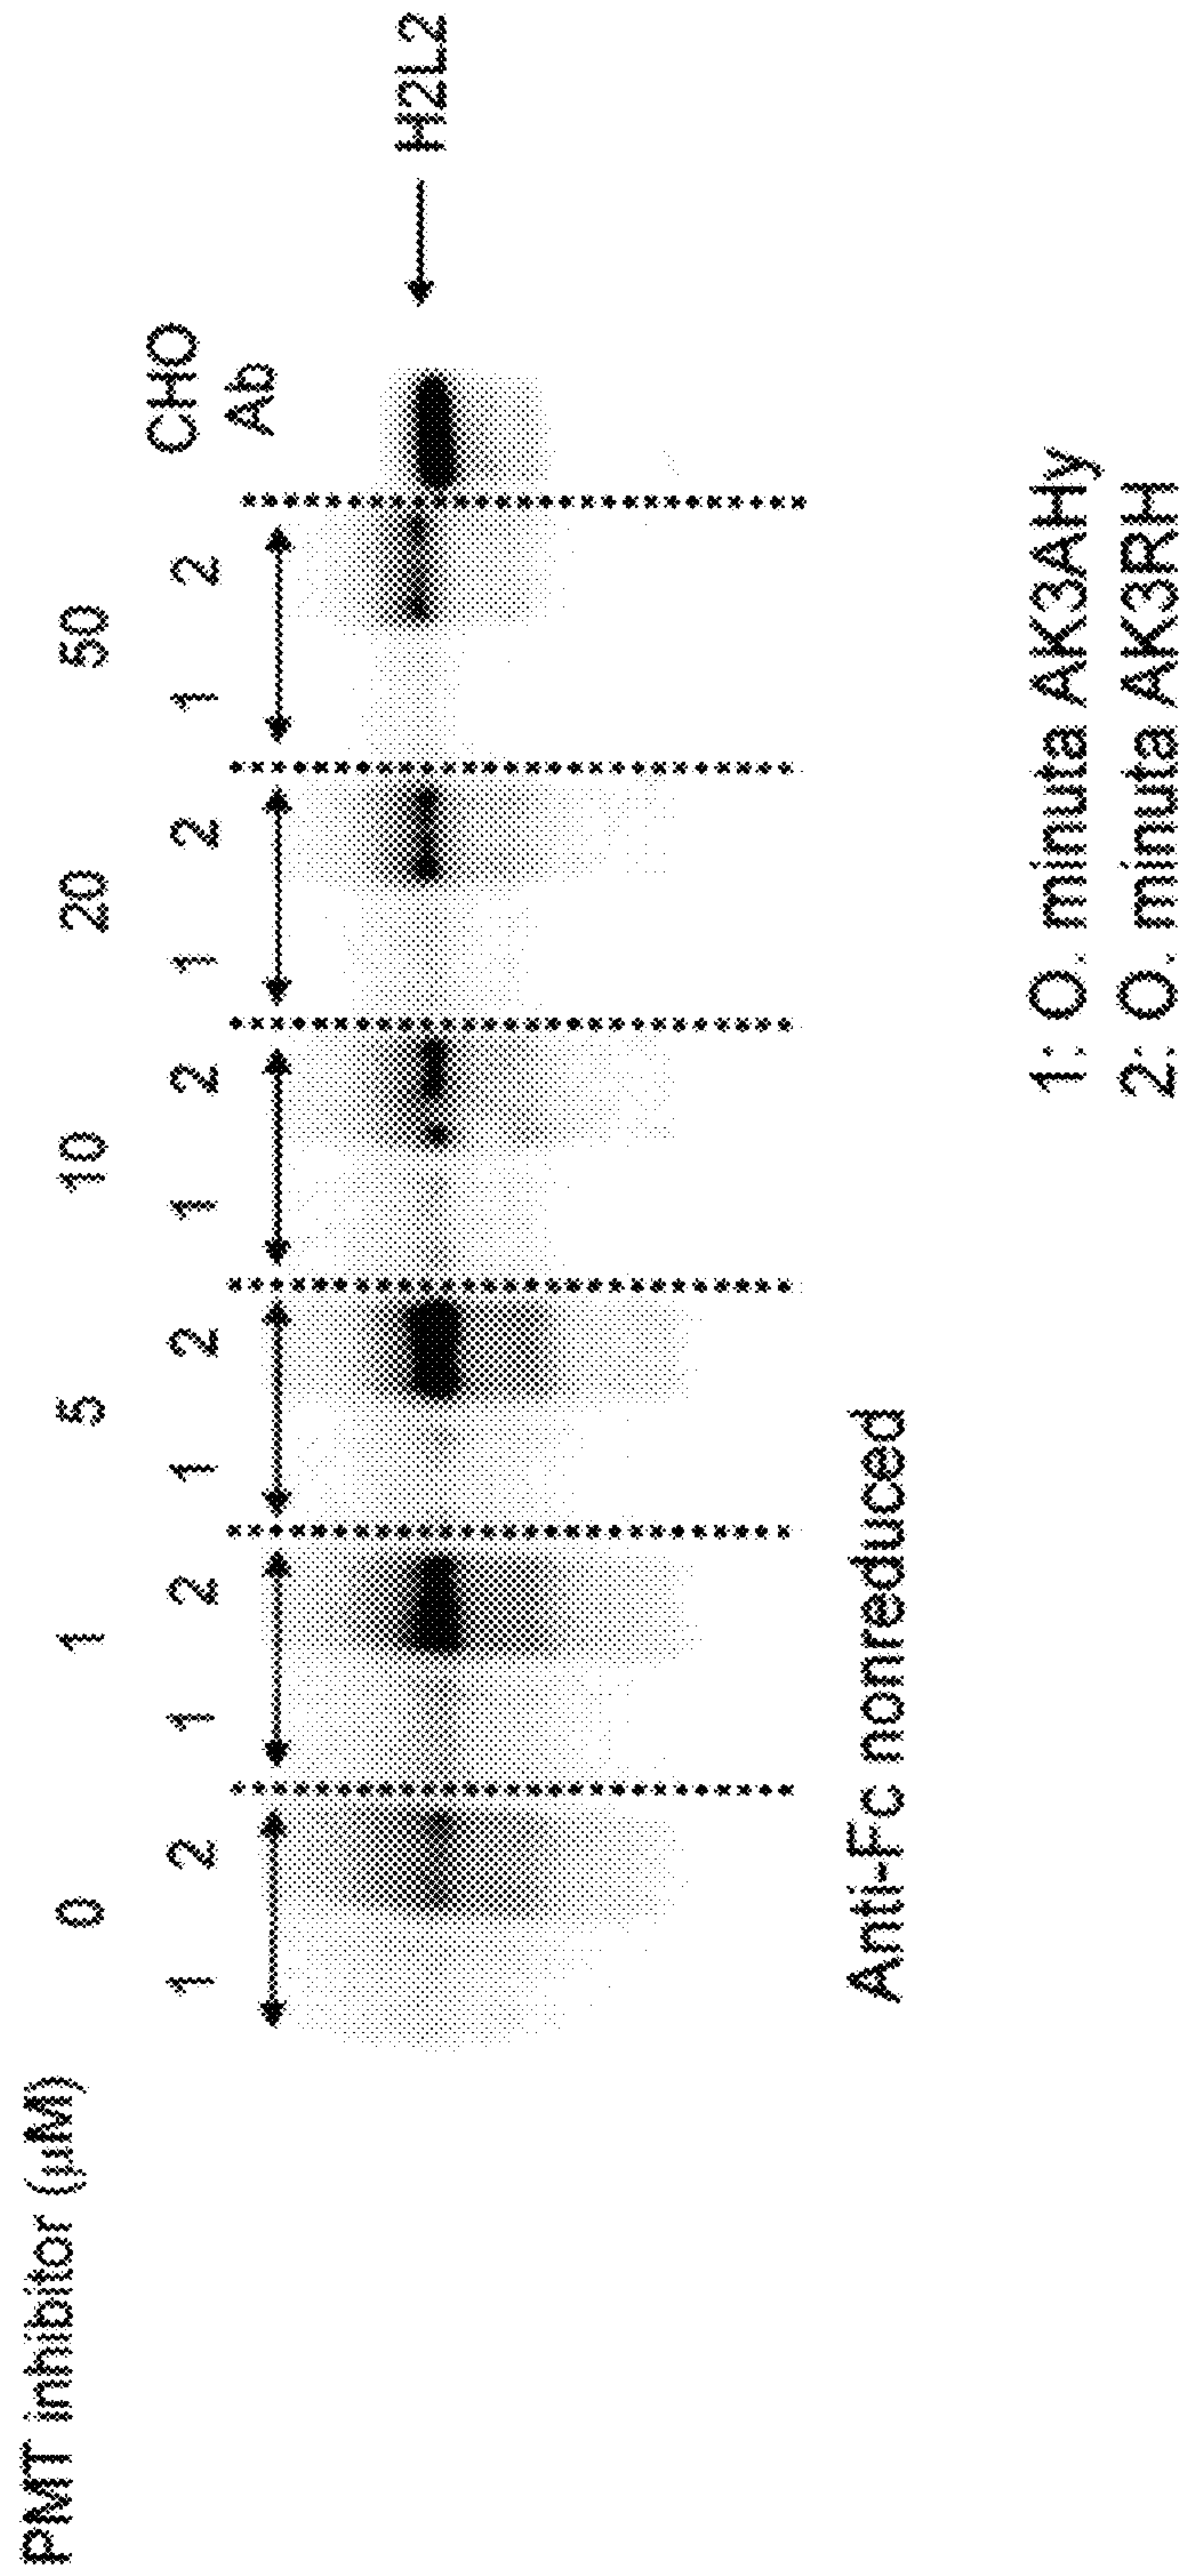 PMT inhibitor (μM) 0 1 5 10 20 50
1 2 1 2 1 2 1 2 1 2 1 2 CHO
Ab
H2L2
Anti-Fc nonreduced
1: O. minuta AK3AHy
2: O. minuta AK3RH